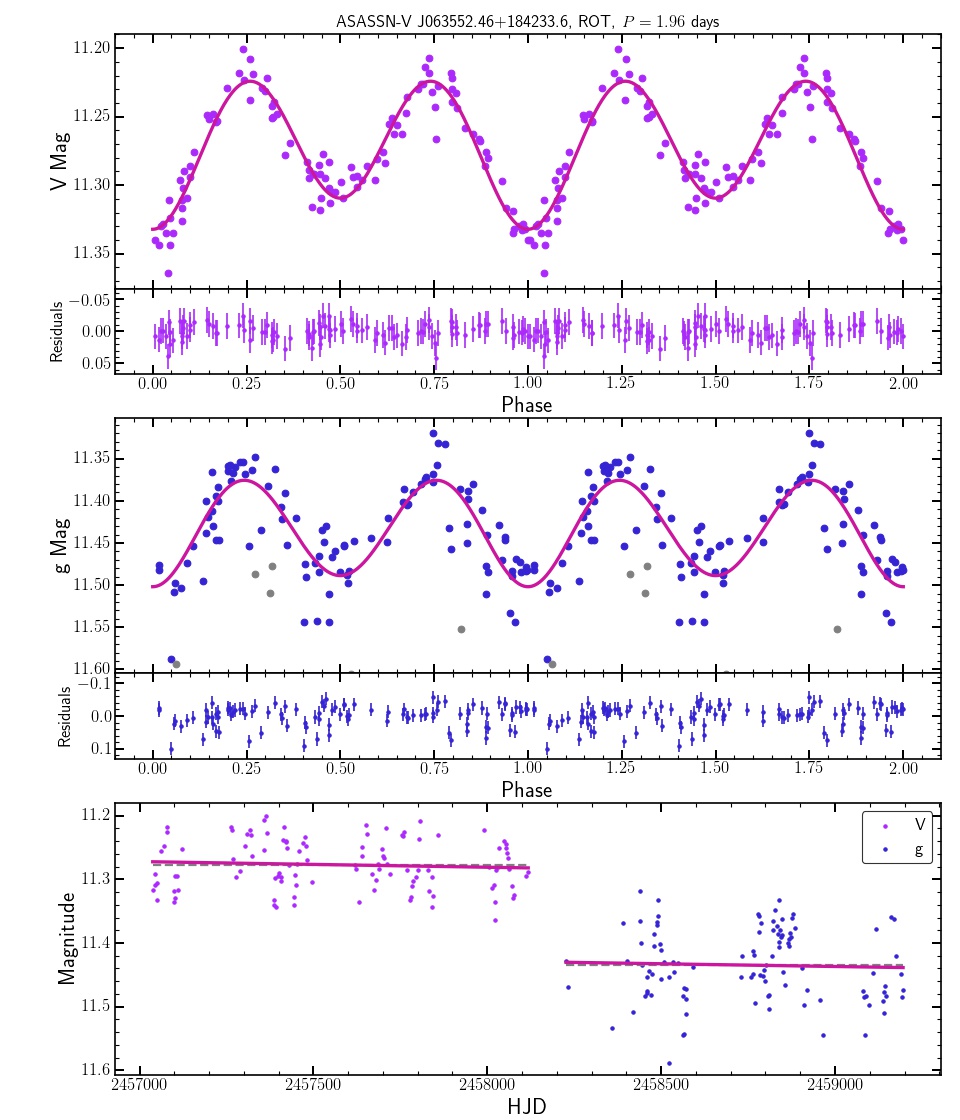 ASASSN-V J063552.46+184233.6, ROT, P = 1.96 days
11.20
11.25
11.30
11.35
V Mag
−0.05
0.00
0.05
Residuals
0.00 0.25 0.50 0.75 1.00 1.25 1.50 1.75 2.00
Phase
11.35
11.40
11.45
11.50
11.55
11.60
g Mag
−0.1
0.0
0.1
Residuals
0.00 0.25 0.50 0.75 1.00 1.25 1.50 1.75 2.00
Phase
11.2
11.3
11.4
11.5
11.6
Magnitude
V
g
2457000 2457500 2458000 2458500 2459000
HJD